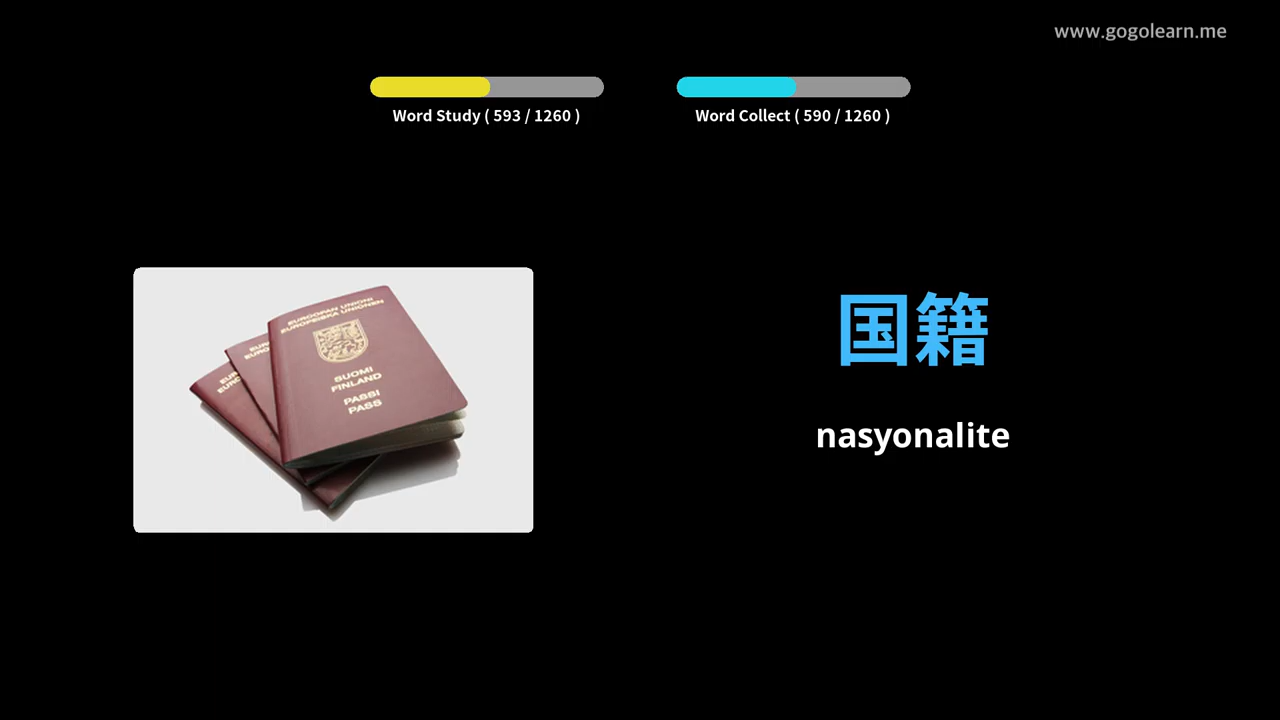 www.gogolearn.me
Word Study ( 593 / 1260 )
Word Collect ( 590 / 1260 )
国籍
nasyonalite
EUROOPAN UNIONI
EUROPEISKA UNIONEN
SUOMI
FINLAND
PASSI
PASS